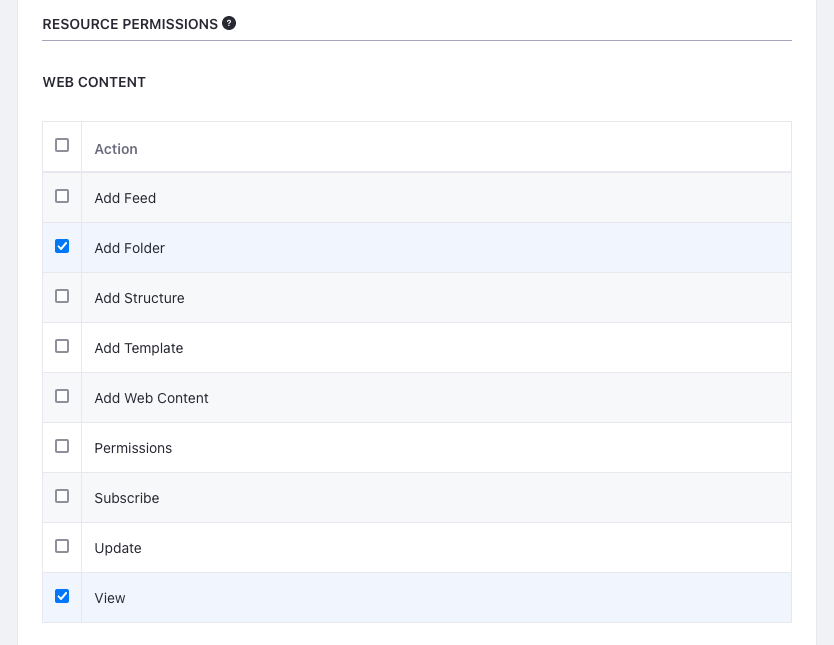 RESOURCE PERMISSIONS ?
WEB CONTENT
Action
Add Feed
Add Folder
Add Structure
Add Template
Add Web Content
Permissions
Subscribe
Update
View